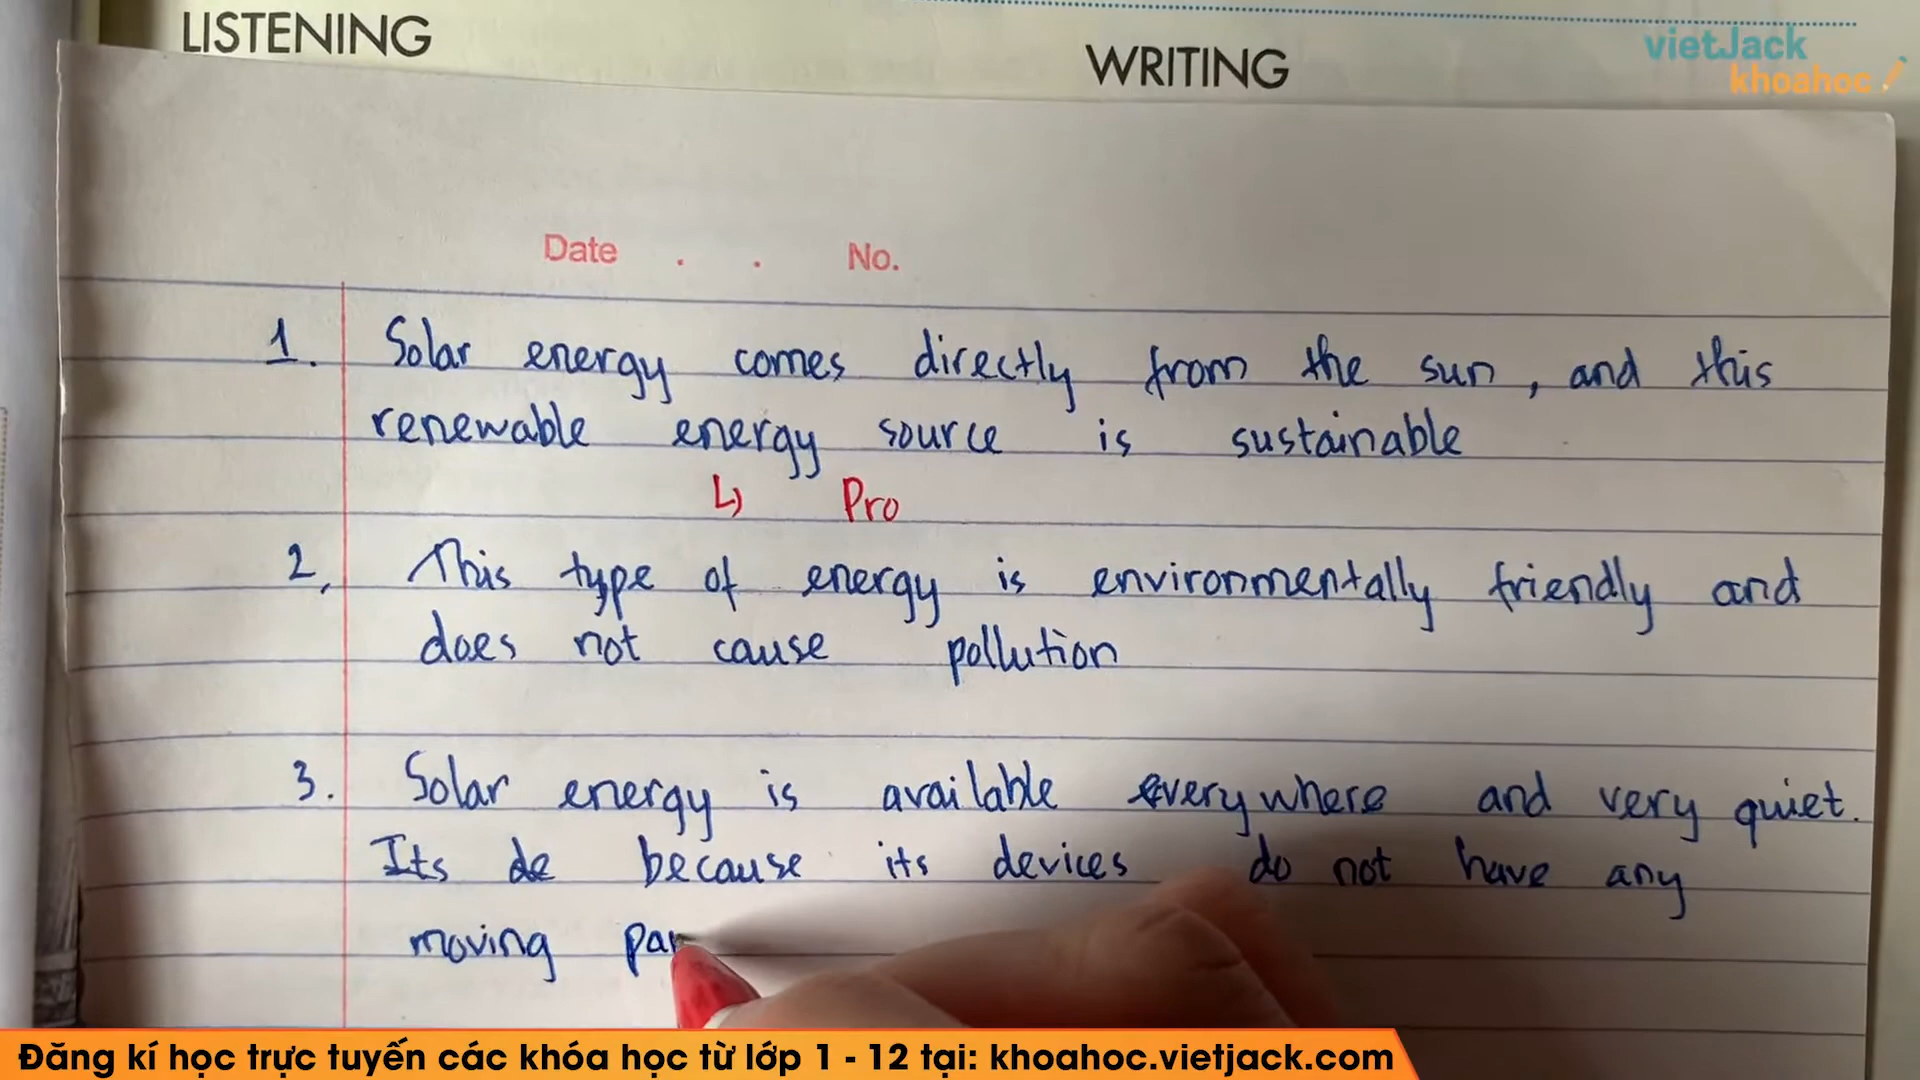 LISTENING
WRITING
vietJack
khoahoc
Date . . No.
1. Solar energy comes directly from the sun, and this
renewable energy source is sustainable
↳ Pro
2, This type of energy is environmentally friendly and
does not cause pollution
3. Solar energy is available everywhere and very quiet.
Its de because its devices do not have any
moving par
Đăng kí học trực tuyến các khóa học từ lớp 1 - 12 tại: khoahoc.vietjack.com